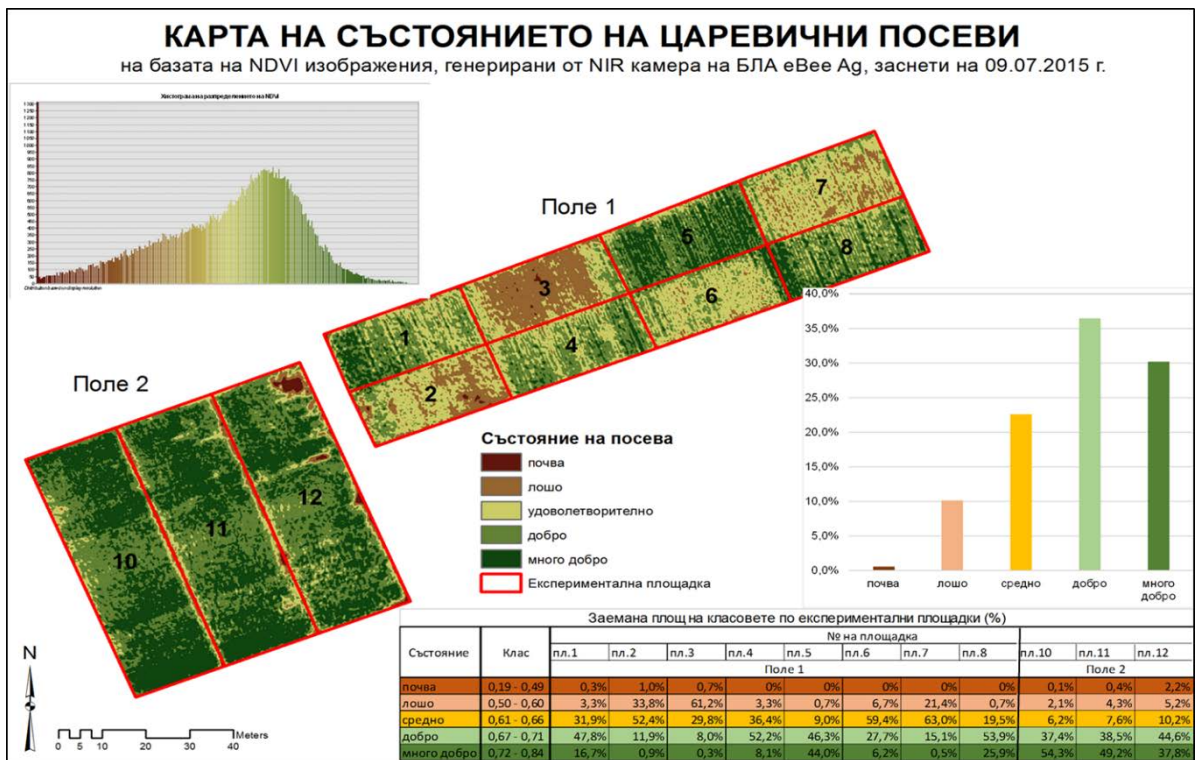 КАРТА НА СЪСТОЯНИЕТО НА ЦАРЕВИЧНИ ПОСЕВИ
на базата на NDVI изображения, генерирани от NIR камера на БЛА eBee Ag, заснети на 09.07.2015 г.
Хистограма на разпределението на NDVI
Поле 1
1
2
3
4
5
6
7
8
Поле 2
10
11
12
Състояние на посева
почва
лошо
удоволетворително
добро
много добро
Експериментална площадка
40,0%
35,0%
30,0%
25,0%
20,0%
15,0%
10,0%
5,0%
0,0%
почва лошо средно добро много добро
N
0 5 10 20 30 40 Meters
Заемана площ на класовете по експериментални площадки (%)
Състояние Клас № на площадка
пл.1 пл.2 пл.3 пл.4 пл.5 пл.6 пл.7 пл.8 пл.10 пл.11 пл.12
Поле 1 Поле 2
почва 0,19 - 0,49 0,3% 1,0% 0,7% 0% 0% 0% 0% 0% 0,1% 0,4% 2,2%
лошо 0,50 - 0,60 3,3% 33,8% 61,2% 3,3% 0,7% 6,7% 21,4% 0,7% 2,1% 4,3% 5,2%
средно 0,61 - 0,66 31,9% 52,4% 29,8% 36,4% 9,0% 59,4% 63,0% 19,5% 6,2% 7,6% 10,2%
добро 0,67 - 0,71 47,8% 11,9% 8,0% 52,2% 46,3% 27,7% 15,1% 53,9% 37,4% 38,5% 44,6%
много добро 0,72 - 0,84 16,7% 0,9% 0,3% 8,1% 44,0% 6,2% 0,5% 25,9% 54,3% 49,2% 37,8%